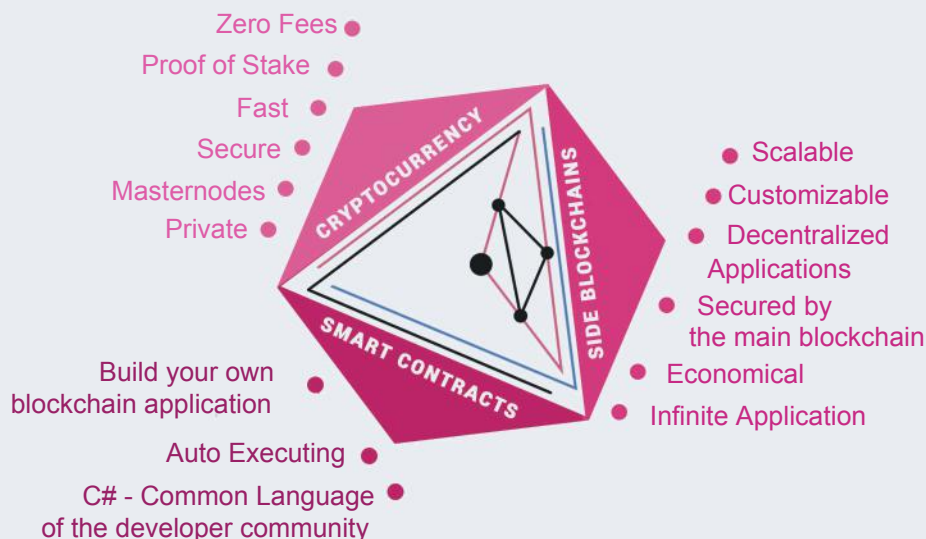 Zero Fees
Proof of Stake
Fast
Secure
Masternodes
Private
CRYPTOCURRENCY
SIDE BLOCKCHAINS
Scalable
Customizable
Decentralized
Applications
Secured by
the main blockchain
Economical
Infinite Application
SMART CONTRACTS
Build your own
blockchain application
Auto Executing
C# - Common Language
of the developer community